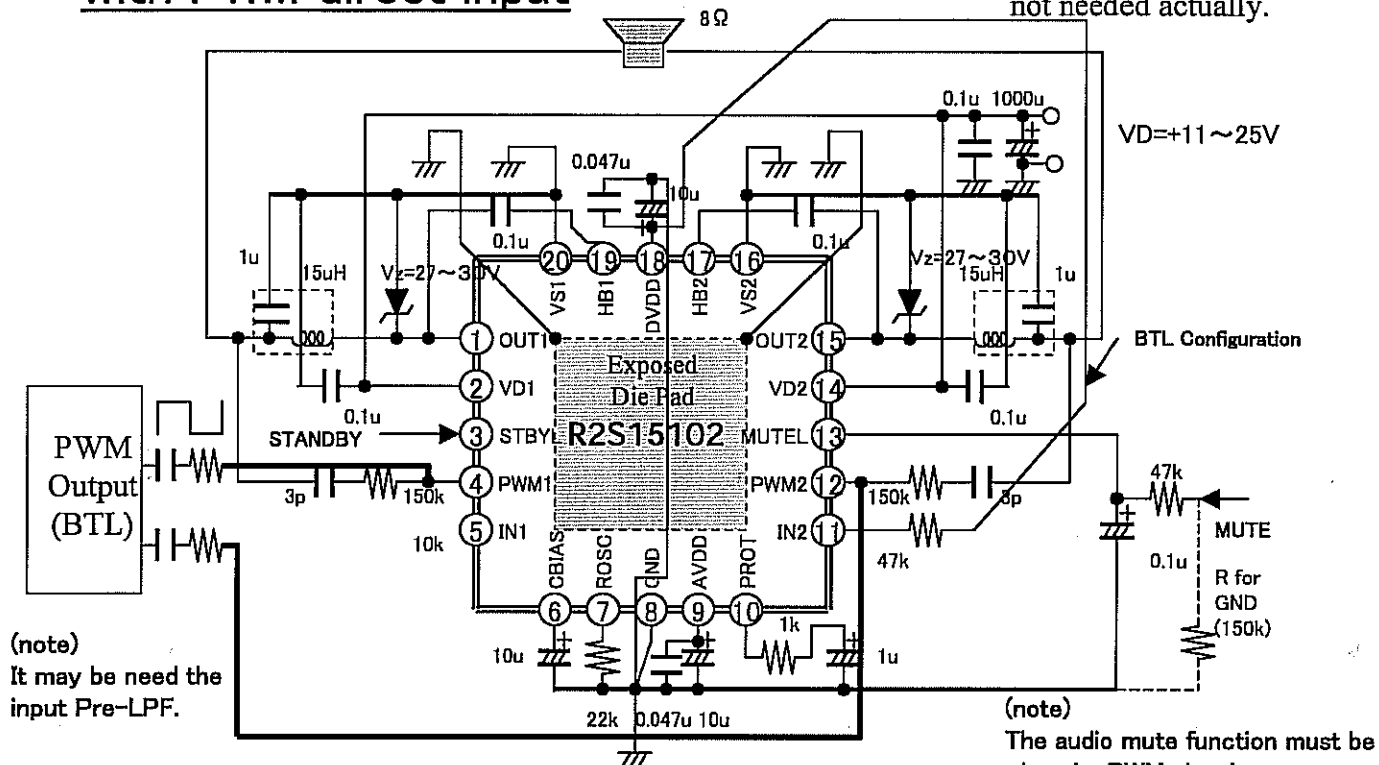 not needed actually.
8Ω
0.1u 1000u
VD=+11～25V
0.047u
10u
0.1u
0.1u
1u
15uH
Vz=27～30V
Vz=27～30V
15uH
1u
20 19 18 17 16
VS1
HB1
DVDD
HB2
VS2
1 OUT1
OUT2 15
BTL Configuration
Exposed
Die Pad
R2S15102
2 VD1
VD2 14
0.1u
0.1u
STANDBY
3 STBYL
MUTEL 13
PWM
Output
(BTL)
3p
150k
4 PWM1
PWM2 12
150k
3p
47k
MUTE
10k
5 IN1
IN2 11
47k
0.1u
R for
GND
(150k)
CBIAS
ROSC
GND
AVDD
PROT
6 7 8 9 10
1k
10u
1u
22k 0.047u 10u
(note)
It may be need the
input Pre-LPF.
(note)
The audio mute function must be